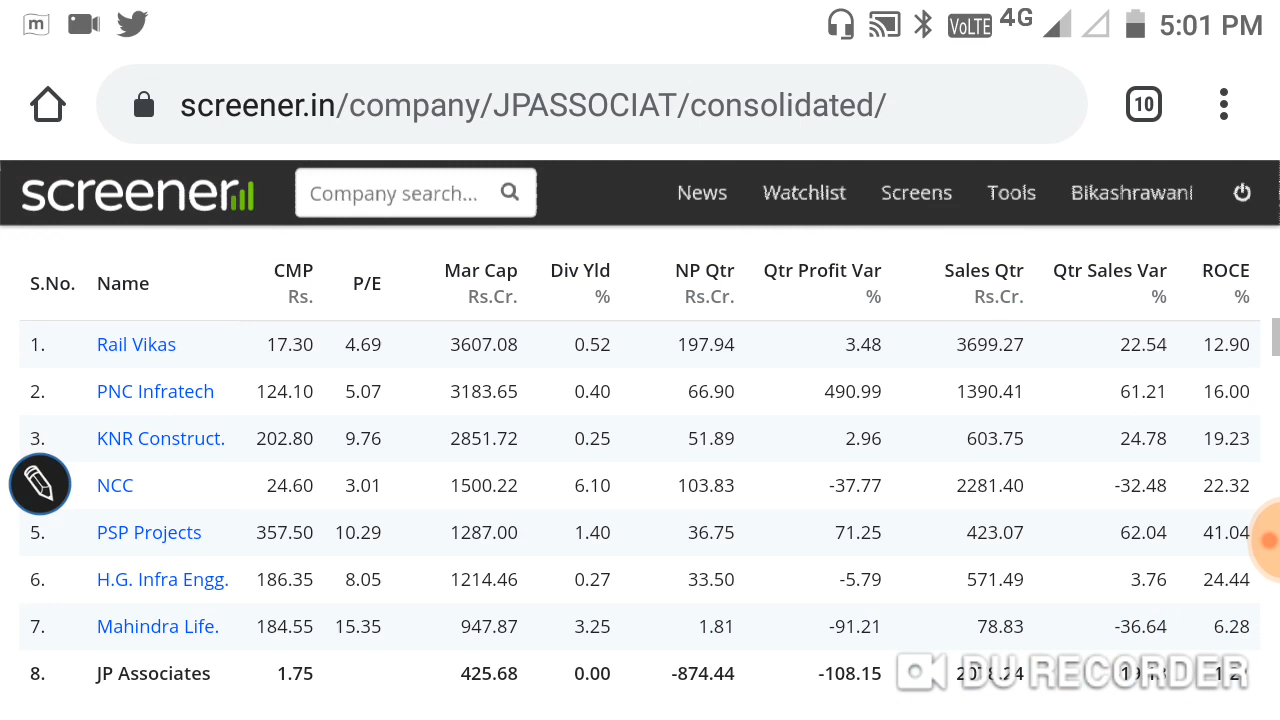 m VoLTE 4G 5:01 PM
screener.in/company/JPASSOCIAT/consolidated/ 10
screener Company search... News Watchlist Screens Tools Bikashrawani
S.No. Name CMP Rs. P/E Mar Cap Rs.Cr. Div Yld % NP Qtr Rs.Cr. Qtr Profit Var % Sales Qtr Rs.Cr. Qtr Sales Var % ROCE %
1. Rail Vikas 17.30 4.69 3607.08 0.52 197.94 3.48 3699.27 22.54 12.90
2. PNC Infratech 124.10 5.07 3183.65 0.40 66.90 490.99 1390.41 61.21 16.00
3. KNR Construct. 202.80 9.76 2851.72 0.25 51.89 2.96 603.75 24.78 19.23
NCC 24.60 3.01 1500.22 6.10 103.83 -37.77 2281.40 -32.48 22.32
5. PSP Projects 357.50 10.29 1287.00 1.40 36.75 71.25 423.07 62.04 41.04
6. H.G. Infra Engg. 186.35 8.05 1214.46 0.27 33.50 -5.79 571.49 3.76 24.44
7. Mahindra Life. 184.55 15.35 947.87 3.25 1.81 -91.21 78.83 -36.64 6.28
8. JP Associates 1.75 425.68 0.00 -874.44 -108.15
DU RECORDER